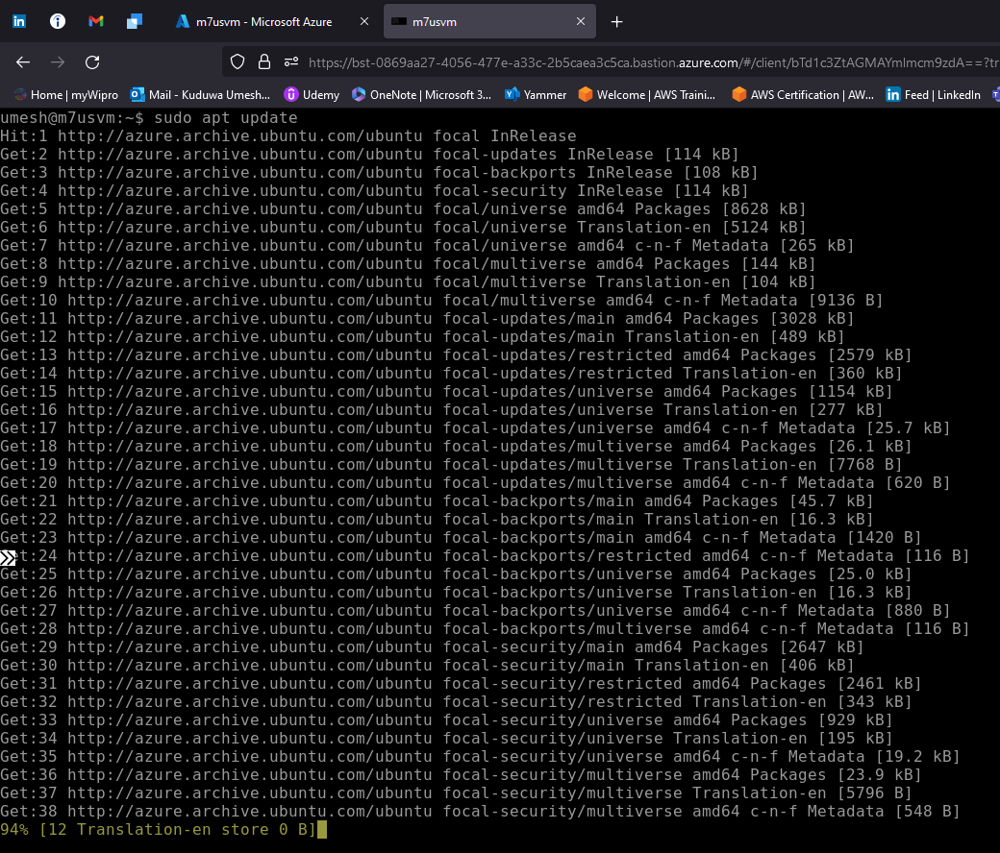 m7usvm - Microsoft Azure
m7usvm
https://bst-0869aa27-4056-477e-a33c-2b5caea3c5ca.bastion.azure.com/#/client/bTd1c3ZtAGMAYmlmcm9zdA==?tr
Home | myWipro Mail - Kuduwa Umesh... Udemy OneNote | Microsoft 3... Yammer Welcome | AWS Traini... AWS Certification | AW... Feed | LinkedIn
umesh@m7usvm:~$ sudo apt update
Hit:1 http://azure.archive.ubuntu.com/ubuntu focal InRelease
Get:2 http://azure.archive.ubuntu.com/ubuntu focal-updates InRelease [114 kB]
Get:3 http://azure.archive.ubuntu.com/ubuntu focal-backports InRelease [108 kB]
Get:4 http://azure.archive.ubuntu.com/ubuntu focal-security InRelease [114 kB]
Get:5 http://azure.archive.ubuntu.com/ubuntu focal/universe amd64 Packages [8628 kB]
Get:6 http://azure.archive.ubuntu.com/ubuntu focal/universe Translation-en [5124 kB]
Get:7 http://azure.archive.ubuntu.com/ubuntu focal/universe amd64 c-n-f Metadata [265 kB]
Get:8 http://azure.archive.ubuntu.com/ubuntu focal/multiverse amd64 Packages [144 kB]
Get:9 http://azure.archive.ubuntu.com/ubuntu focal/multiverse Translation-en [104 kB]
Get:10 http://azure.archive.ubuntu.com/ubuntu focal/multiverse amd64 c-n-f Metadata [9136 B]
Get:11 http://azure.archive.ubuntu.com/ubuntu focal-updates/main amd64 Packages [3028 kB]
Get:12 http://azure.archive.ubuntu.com/ubuntu focal-updates/main Translation-en [489 kB]
Get:13 http://azure.archive.ubuntu.com/ubuntu focal-updates/restricted amd64 Packages [2579 kB]
Get:14 http://azure.archive.ubuntu.com/ubuntu focal-updates/restricted Translation-en [360 kB]
Get:15 http://azure.archive.ubuntu.com/ubuntu focal-updates/universe amd64 Packages [1154 kB]
Get:16 http://azure.archive.ubuntu.com/ubuntu focal-updates/universe Translation-en [277 kB]
Get:17 http://azure.archive.ubuntu.com/ubuntu focal-updates/universe amd64 c-n-f Metadata [25.7 kB]
Get:18 http://azure.archive.ubuntu.com/ubuntu focal-updates/multiverse amd64 Packages [26.1 kB]
Get:19 http://azure.archive.ubuntu.com/ubuntu focal-updates/multiverse Translation-en [7768 B]
Get:20 http://azure.archive.ubuntu.com/ubuntu focal-updates/multiverse amd64 c-n-f Metadata [620 B]
Get:21 http://azure.archive.ubuntu.com/ubuntu focal-backports/main amd64 Packages [45.7 kB]
Get:22 http://azure.archive.ubuntu.com/ubuntu focal-backports/main Translation-en [16.3 kB]
Get:23 http://azure.archive.ubuntu.com/ubuntu focal-backports/main amd64 c-n-f Metadata [1420 B]
t:24 http://azure.archive.ubuntu.com/ubuntu focal-backports/restricted amd64 c-n-f Metadata [116 B]
Get:25 http://azure.archive.ubuntu.com/ubuntu focal-backports/universe amd64 Packages [25.0 kB]
Get:26 http://azure.archive.ubuntu.com/ubuntu focal-backports/universe Translation-en [16.3 kB]
Get:27 http://azure.archive.ubuntu.com/ubuntu focal-backports/universe amd64 c-n-f Metadata [880 B]
Get:28 http://azure.archive.ubuntu.com/ubuntu focal-backports/multiverse amd64 c-n-f Metadata [116 B]
Get:29 http://azure.archive.ubuntu.com/ubuntu focal-security/main amd64 Packages [2647 kB]
Get:30 http://azure.archive.ubuntu.com/ubuntu focal-security/main Translation-en [406 kB]
Get:31 http://azure.archive.ubuntu.com/ubuntu focal-security/restricted amd64 Packages [2461 kB]
Get:32 http://azure.archive.ubuntu.com/ubuntu focal-security/restricted Translation-en [343 kB]
Get:33 http://azure.archive.ubuntu.com/ubuntu focal-security/universe amd64 Packages [929 kB]
Get:34 http://azure.archive.ubuntu.com/ubuntu focal-security/universe Translation-en [195 kB]
Get:35 http://azure.archive.ubuntu.com/ubuntu focal-security/universe amd64 c-n-f Metadata [19.2 kB]
Get:36 http://azure.archive.ubuntu.com/ubuntu focal-security/multiverse amd64 Packages [23.9 kB]
Get:37 http://azure.archive.ubuntu.com/ubuntu focal-security/multiverse Translation-en [5796 B]
Get:38 http://azure.archive.ubuntu.com/ubuntu focal-security/multiverse amd64 c-n-f Metadata [548 B]
94% [12 Translation-en store 0 B]